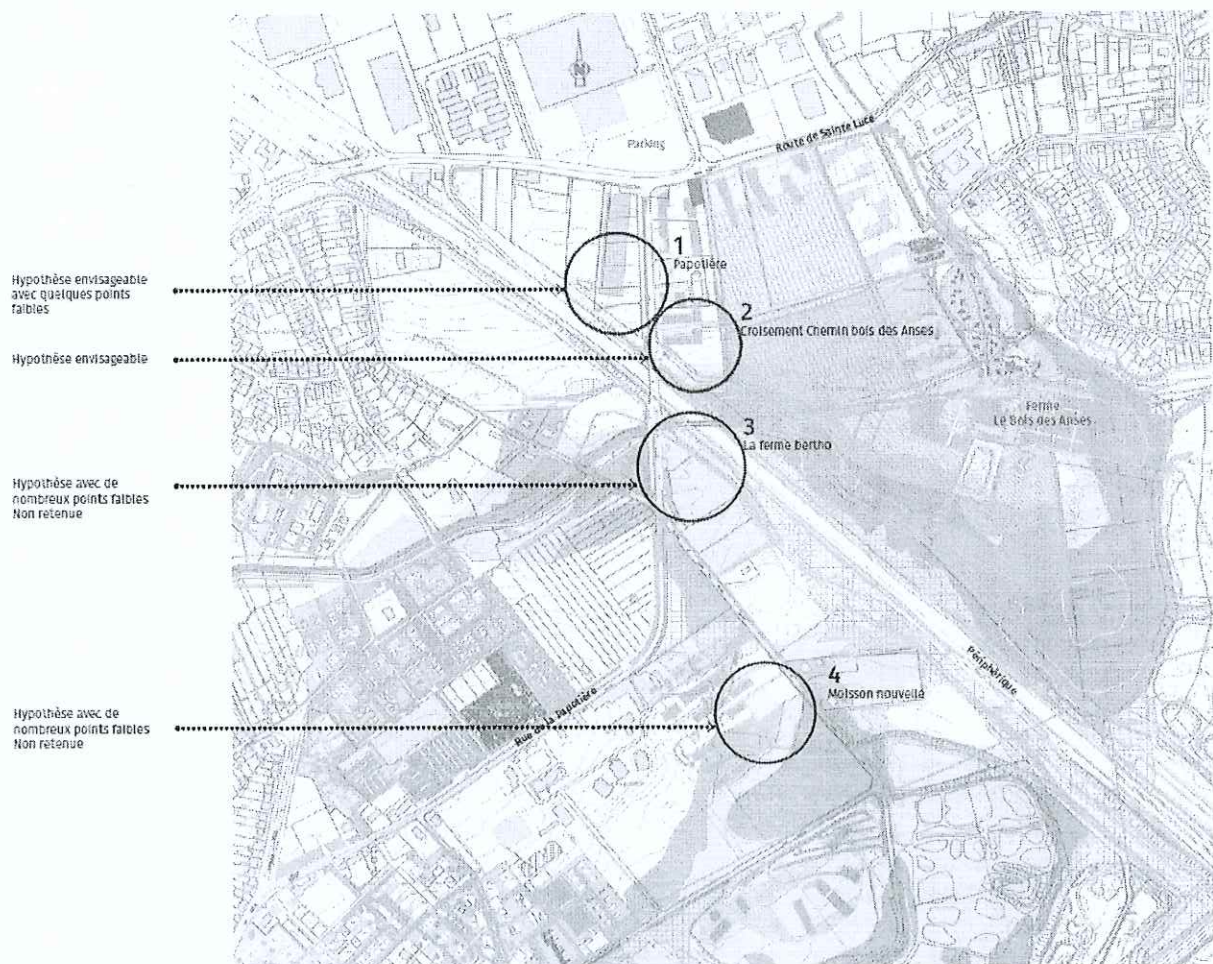 N
Parking
Route de Sainte Luce
1
Papotière
Hypothèse envisageable
avec quelques points
faibles
2
Croisement Chemin bois des Anses
Hypothèse envisageable
Ferme
Le Bois des Anses
3
La ferme bertho
Hypothèse avec de
nombreux points faibles
Non retenue
Périphérique
4
Moisson nouvelle
Rue de la Papotière
Hypothèse avec de
nombreux points faibles
Non retenue